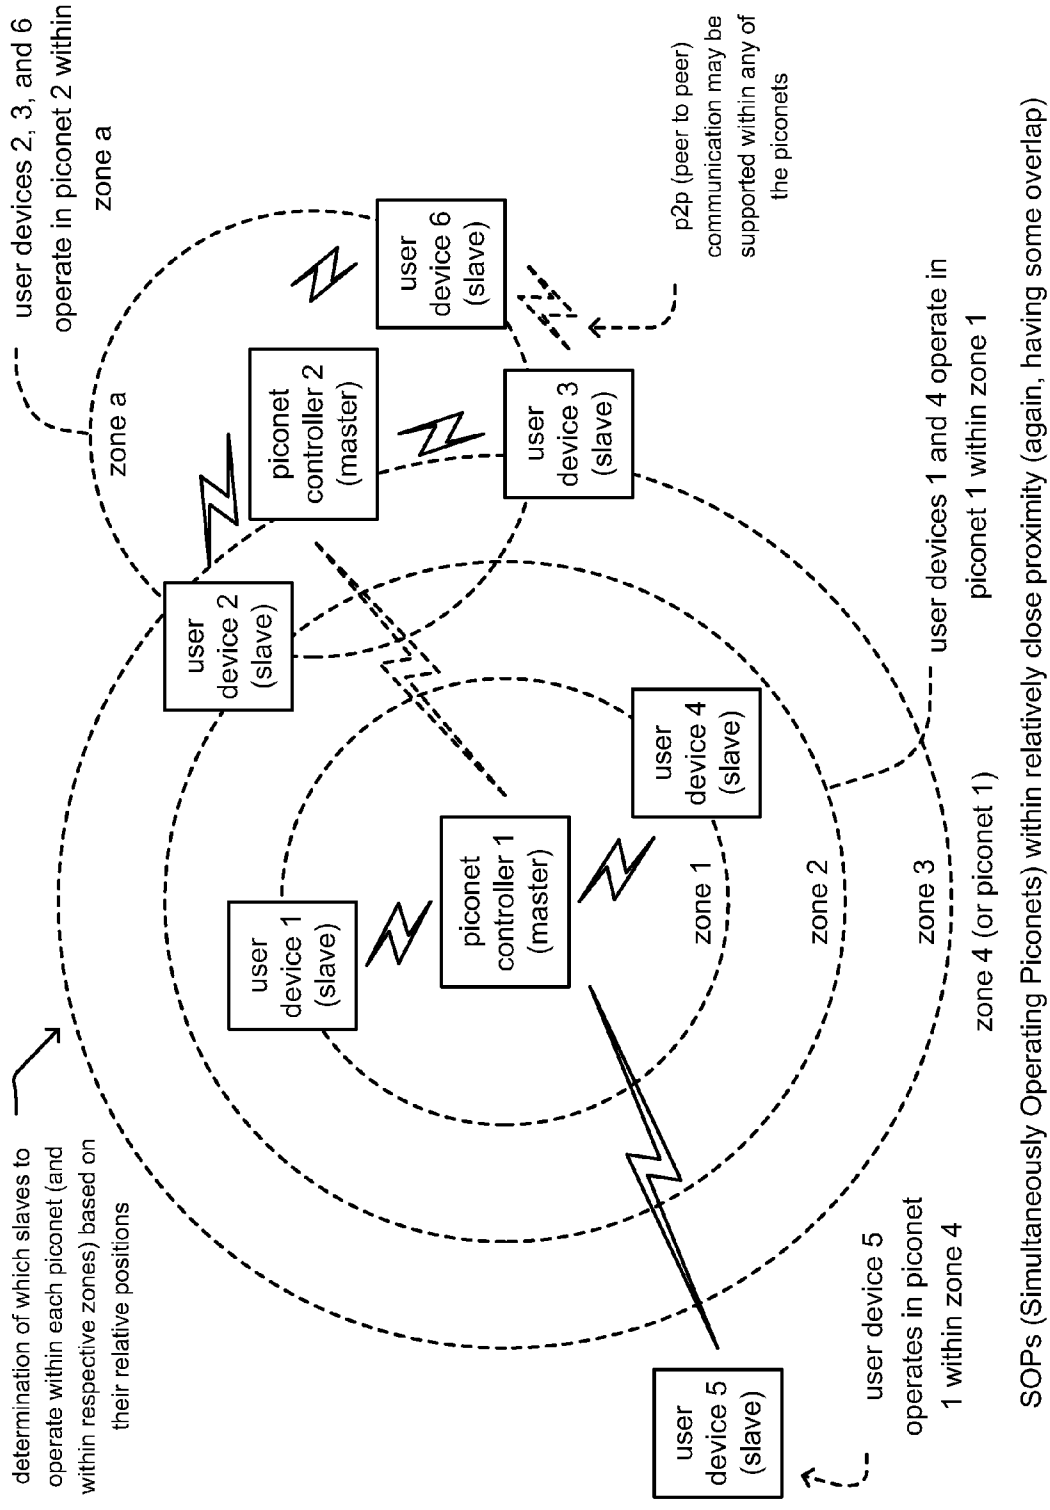 determination of which slaves to
operate within each piconet (and
within respective zones) based on
their relative positions
user devices 2, 3, and 6
operate in piconet 2 within
zone a
zone a
user
device 2
(slave)
piconet
controller 2
(master)
user
device 6
(slave)
user
device 3
(slave)
p2p (peer to peer)
communication may be
supported within any of
the piconets
user
device 1
(slave)
piconet
controller 1
(master)
user
device 4
(slave)
zone 1
zone 2
zone 3
zone 4 (or piconet 1)
user devices 1 and 4 operate in
piconet 1 within zone 1
user
device 5
(slave)
user device 5
operates in piconet
1 within zone 4
SOPs (Simultaneously Operating Piconets) within relatively close proximity (again, having some overlap)